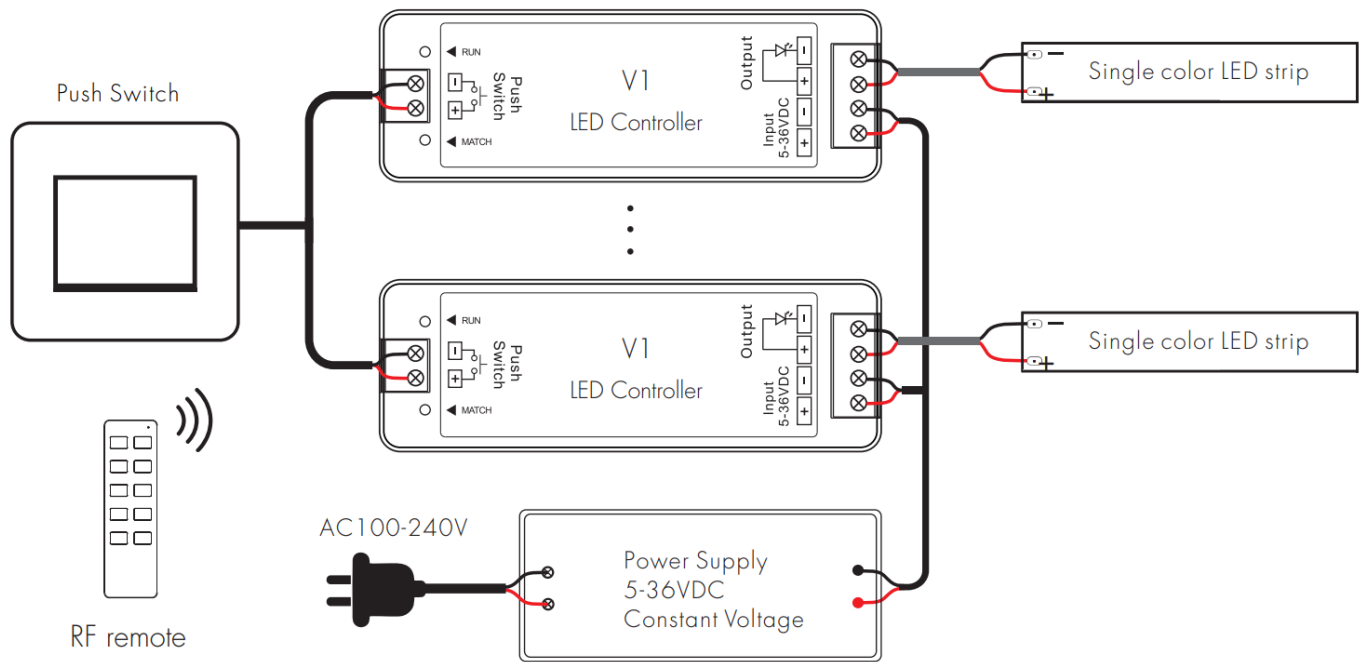 Push Switch
RUN
Push
Switch
-
+
MATCH
V1
LED Controller
Output
-
+
Input
5-36VDC
-
+
-
+
Single color LED strip
RUN
Push
Switch
-
+
MATCH
V1
LED Controller
Output
-
+
Input
5-36VDC
-
+
-
+
Single color LED strip
RF remote
AC100-240V
Power Supply
5-36VDC
Constant Voltage